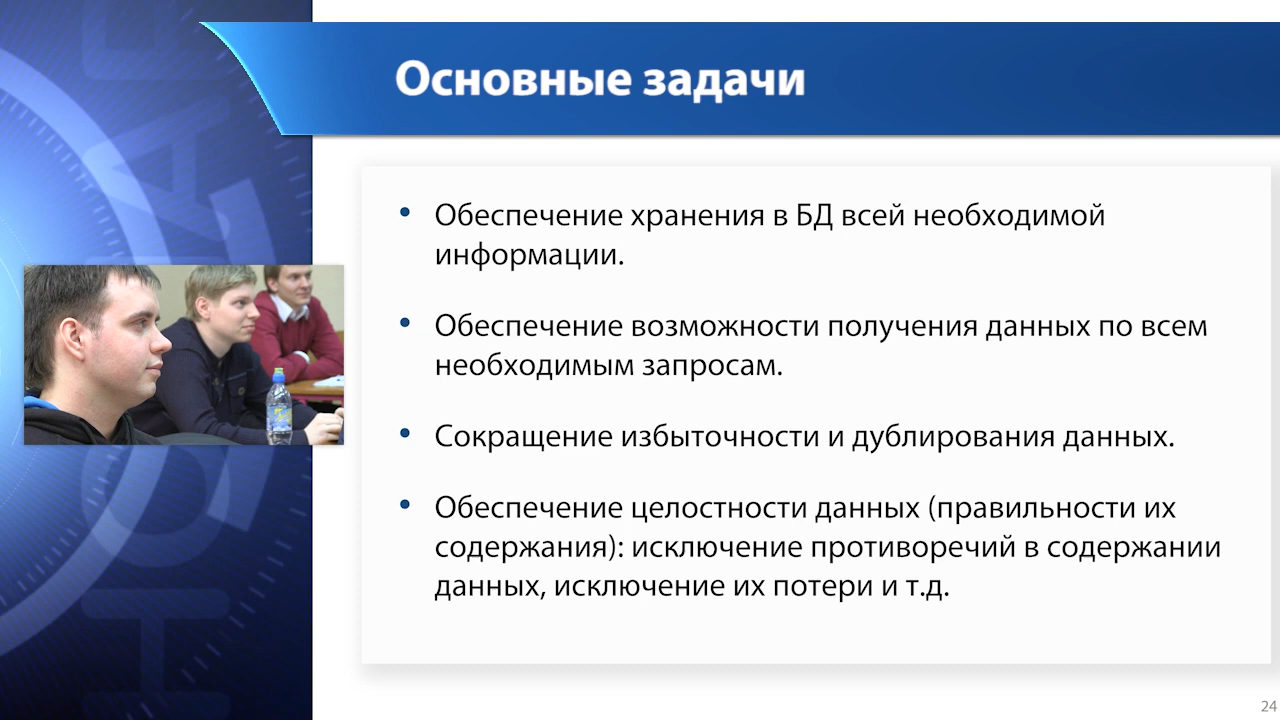 Основные задачи
• Обеспечение хранения в БД всей необходимой
информации.
• Обеспечение возможности получения данных по всем
необходимым запросам.
• Сокращение избыточности и дублирования данных.
• Обеспечение целостности данных (правильности их
содержания): исключение противоречий в содержании
данных, исключение их потери и т.д.
24